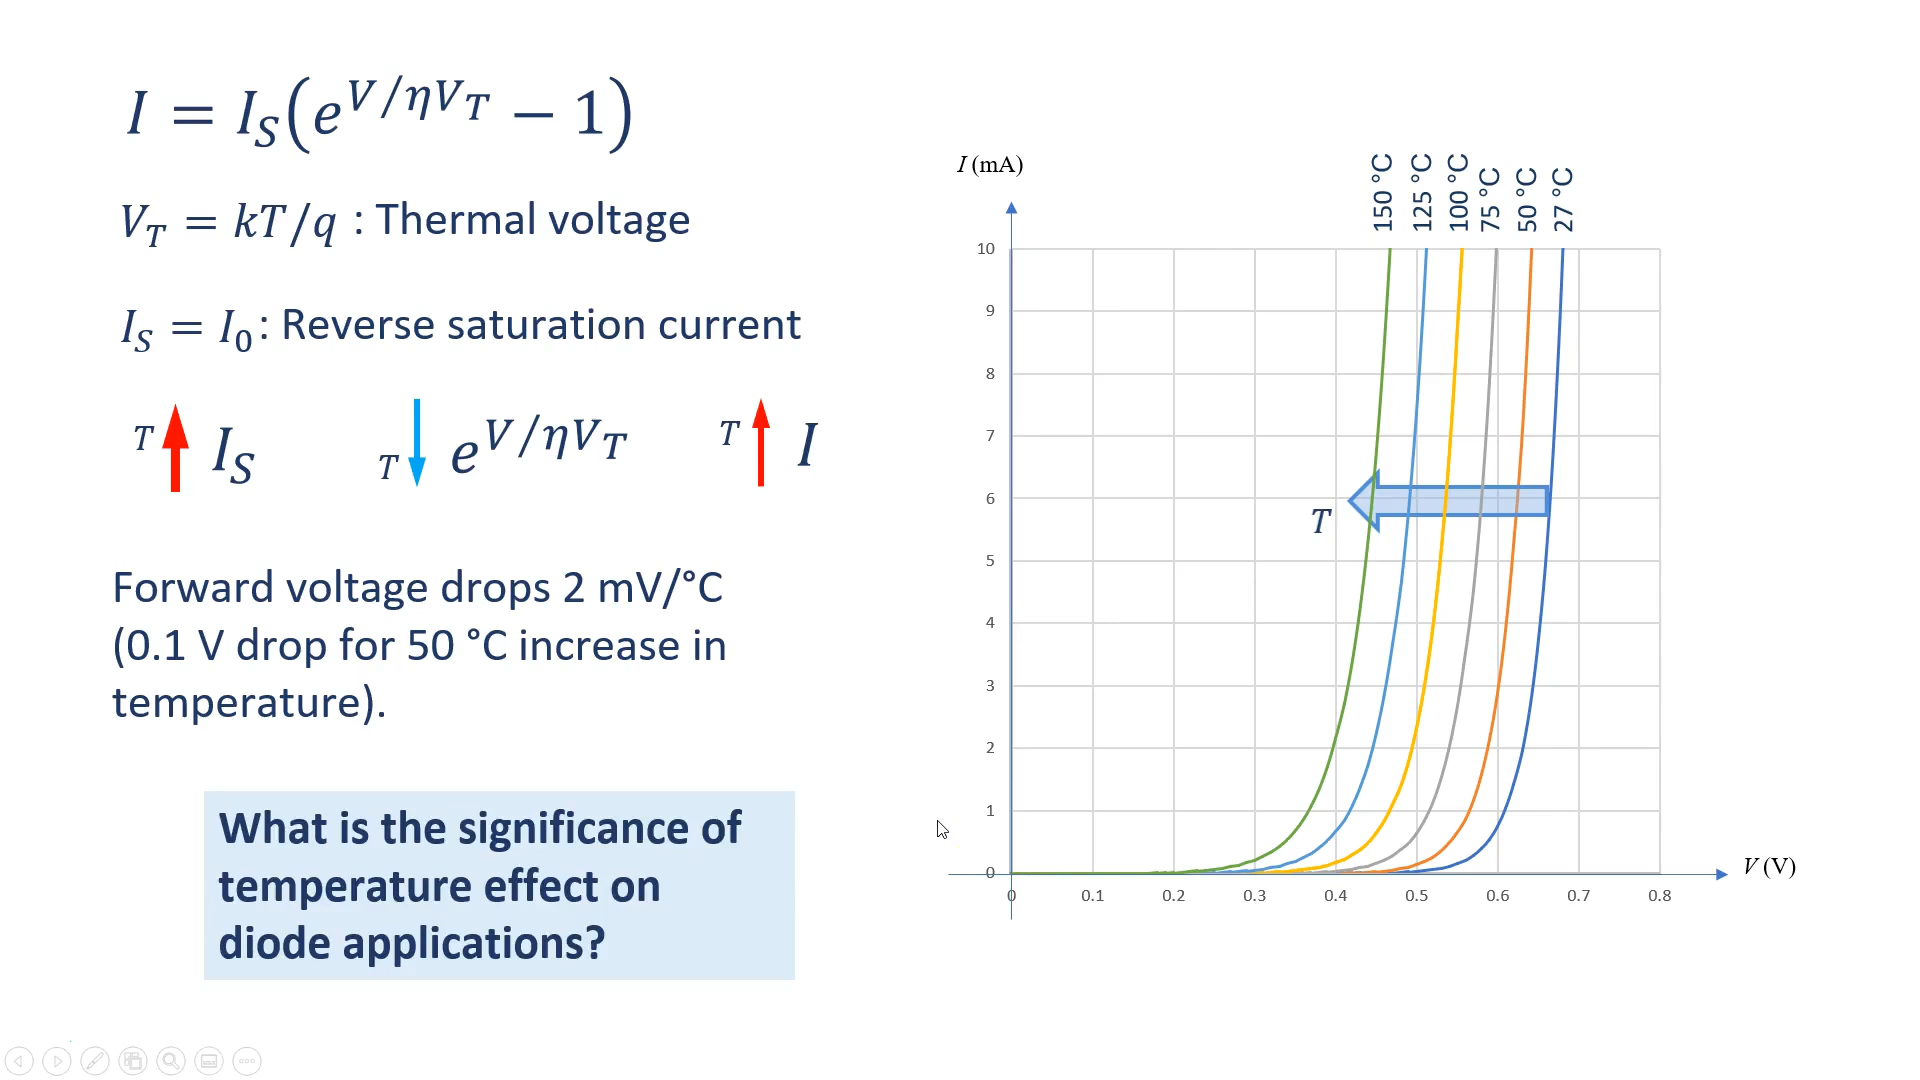 I = I_S(e^{V/ηV_T} − 1)
V_T = kT/q : Thermal voltage
I_S = I_0: Reverse saturation current
T I_S
T e^{V/ηV_T}
T I
Forward voltage drops 2 mV/°C
(0.1 V drop for 50 °C increase in
temperature).
What is the significance of
temperature effect on
diode applications?
I (mA)
150 °C
125 °C
100 °C
75 °C
50 °C
27 °C
10
9
8
7
6
5
4
3
2
1
0
T
0 0.1 0.2 0.3 0.4 0.5 0.6 0.7 0.8
V (V)